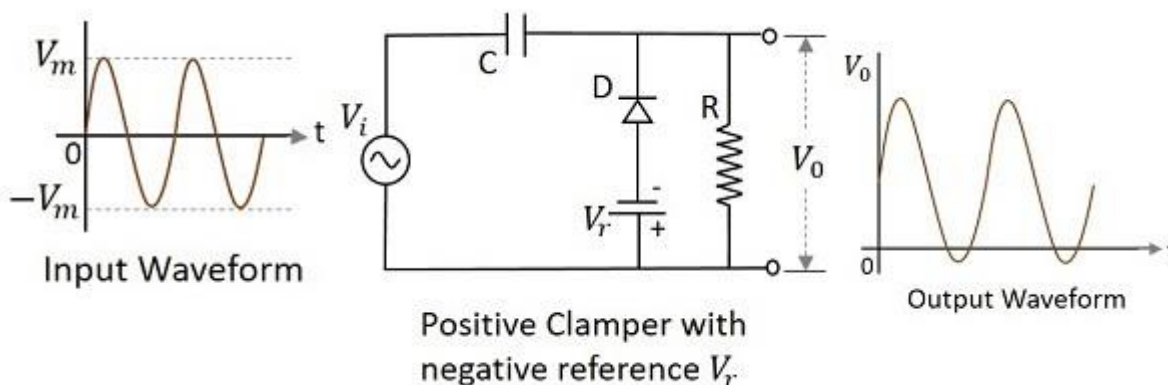 V_m
0
t
-V_m
Input Waveform
V_i
C
D
R
-
V_r
+
V_0
Positive Clamper with
negative reference V_r
V_0
0
Output Waveform